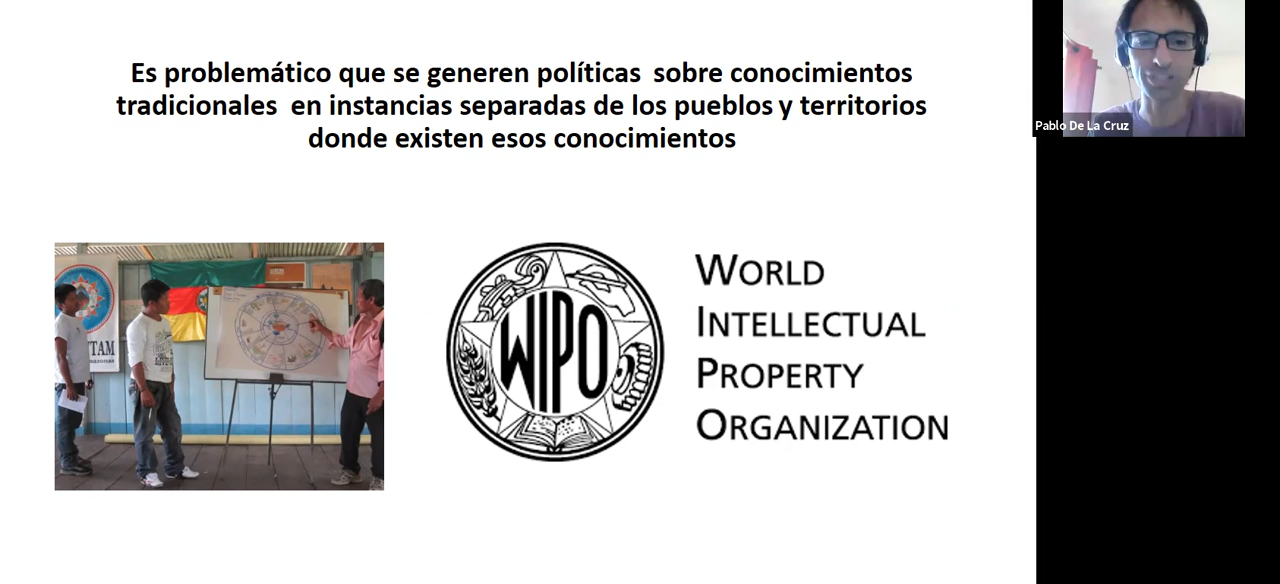 Es problemático que se generen políticas sobre conocimientos
tradicionales en instancias separadas de los pueblos y territorios
donde existen esos conocimientos
Pablo De La Cruz
WIPO
WORLD
INTELLECTUAL
PROPERTY
ORGANIZATION